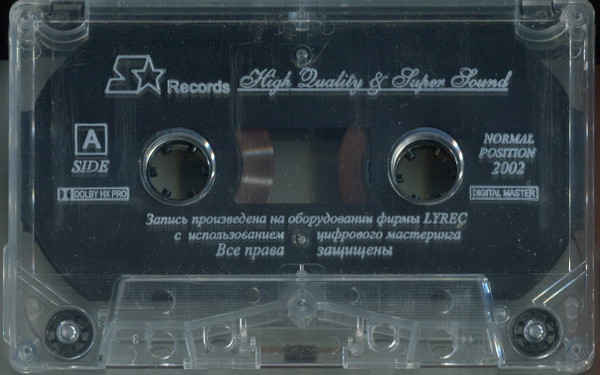 S★ Records High Quality & Super Sound
A
SIDE
NORMAL
POSITION
2002
DOLBY HX PRO
DIGITAL MASTER
Запись произведена на оборудовании фирмы LYREC
с использованием цифрового мастеринга
Все права защищены